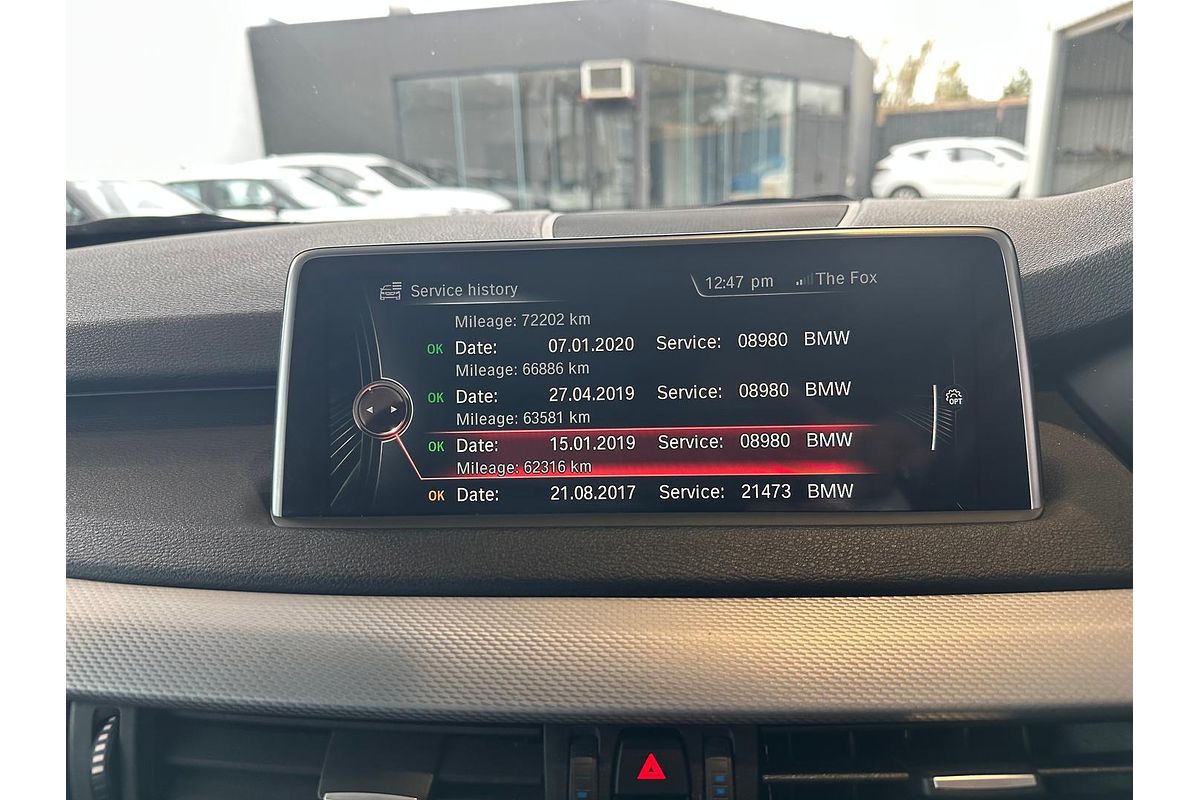 Service history 12:47 pm The Fox
Mileage: 72202 km
OK Date: 07.01.2020 Service: 08980 BMW
Mileage: 66886 km
OK Date: 27.04.2019 Service: 08980 BMW
Mileage: 63581 km
OK Date: 15.01.2019 Service: 08980 BMW
Mileage: 62316 km
OK Date: 21.08.2017 Service: 21473 BMW
OPT